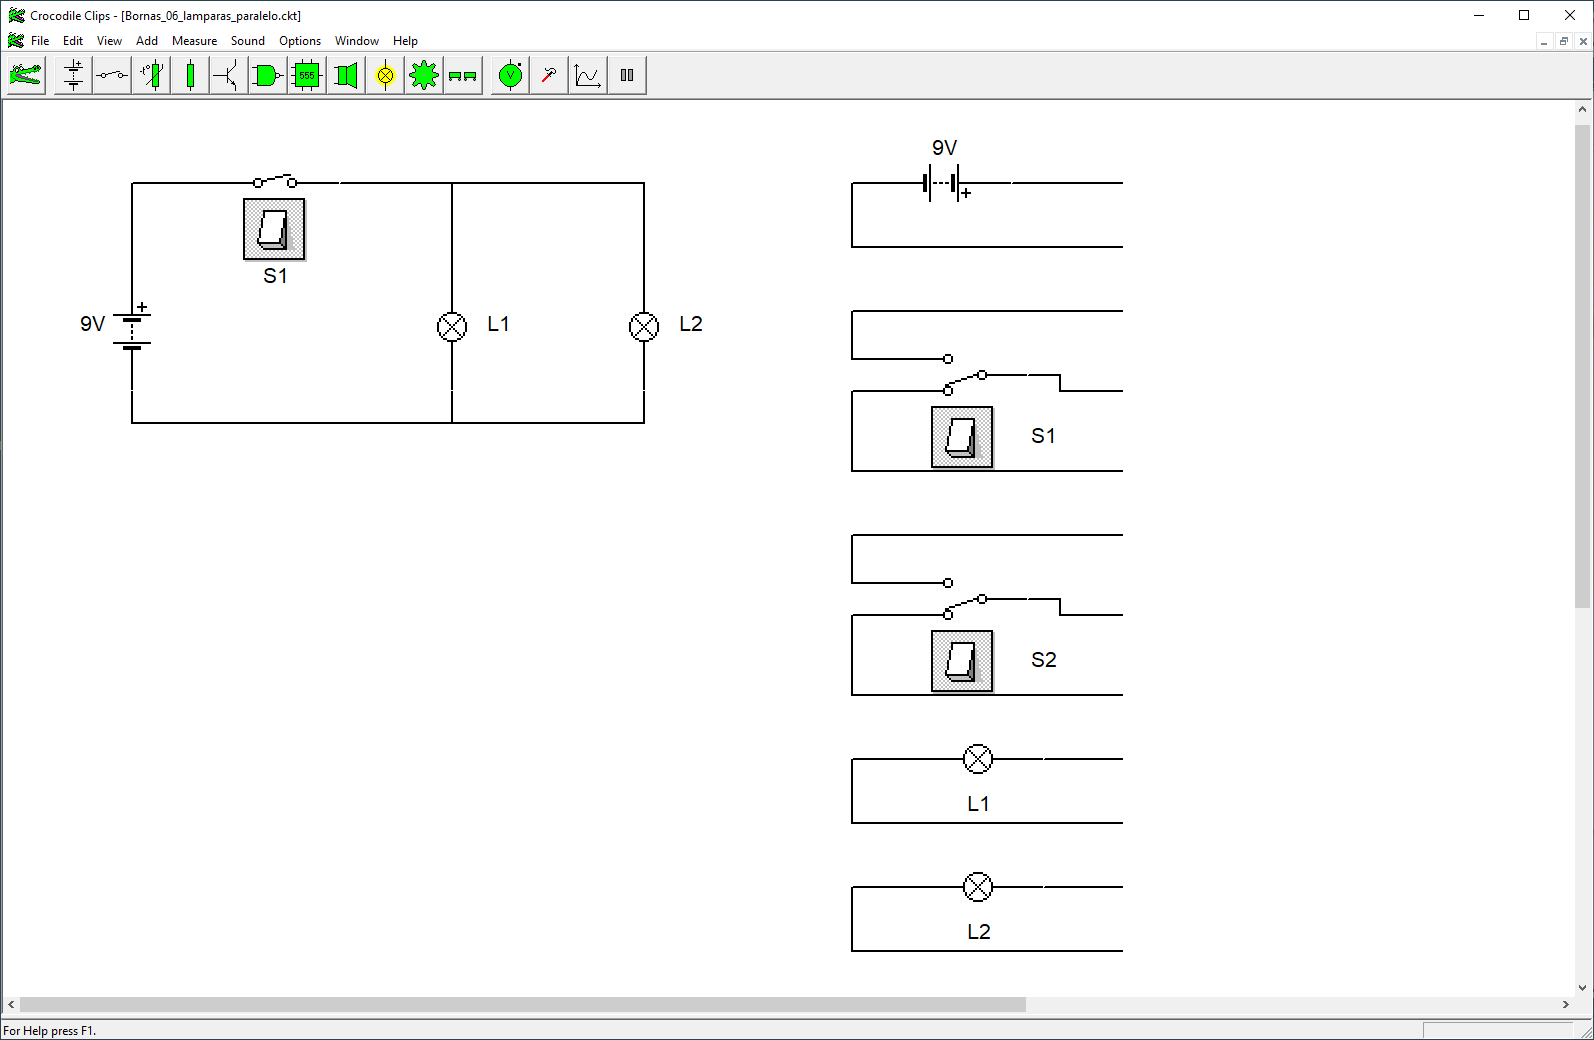 Crocodile Clips - [Bornas_06_lamparas_paralelo.ckt]
File Edit View Add Measure Sound Options Window Help
555
V
9V
+
S1
+
9V
L1
L2
S1
S2
L1
L2
For Help press F1.